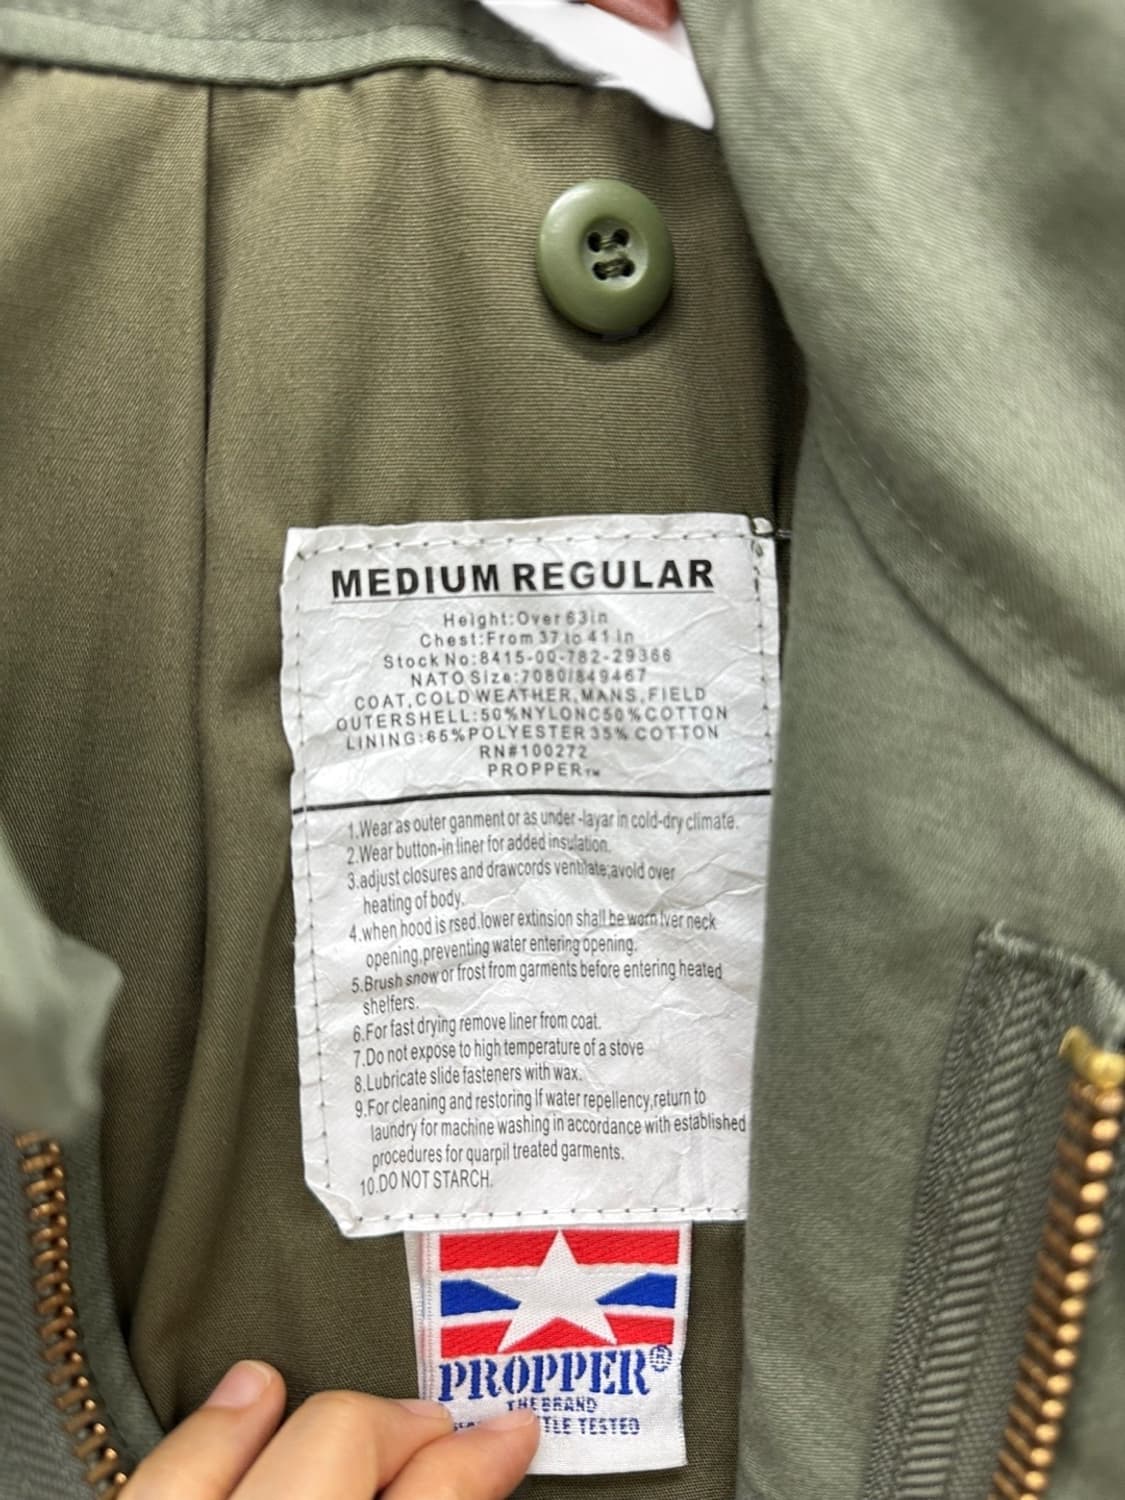 MEDIUM REGULAR
Height:Over 63in
Chest:From 37 to 41 in
Stock No:8415-00-782-29366
NATO Size:7080/849467
COAT,COLD WEATHER,MANS,FIELD
OUTERSHELL:50%NYLONC50%COTTON
LINING:65%POLYESTER35% COTTON
RN#100272
PROPPER™
1.Wear as outer ganment or as under-layar in cold-dry climate.
2.Wear button-in liner for added insulation.
3.adjust closures and drawcords ventilate;avold over
heating of body.
4.when hood is rsed.lower extinsion shall be worn lver neck
opening,preventing water entering opening.
5.Brush snow or frost from garments before entering heated
shelfers.
6.For fast drying remove liner from coat.
7.Do not expose to high temperature of a stove
8.Lubricate slide fasteners with wax.
9.For cleaning and restoring If water repellency,return to
laundry for machine washing in accordance with established
procedures for quarpil treated garments.
10.DO NOT STARCH.
PROPPER®
THE BRAND
TLE TESTED